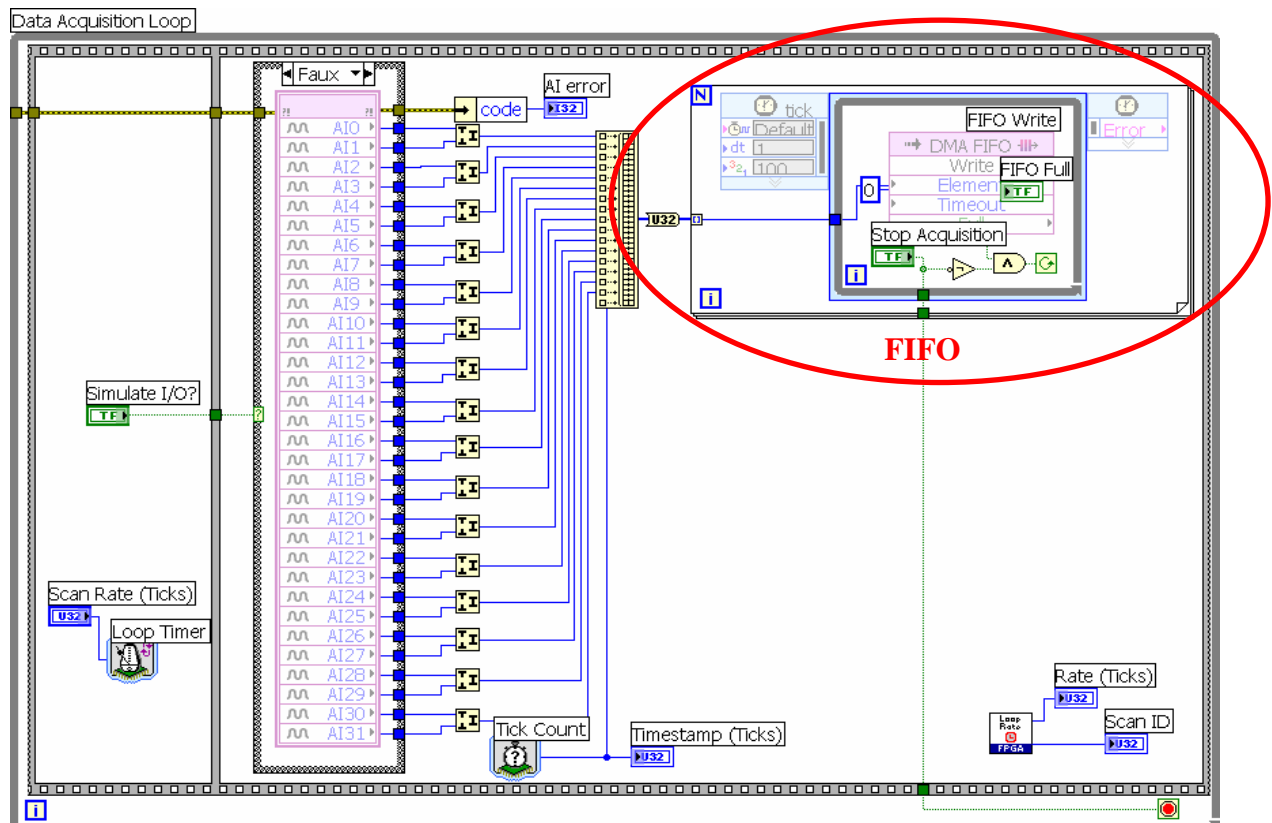 Data Acquisition Loop
Faux
AI error
code
I32
AI0
AI1
AI2
AI3
AI4
AI5
AI6
AI7
AI8
AI9
AI10
AI11
AI12
AI13
AI14
AI15
AI16
AI17
AI18
AI19
AI20
AI21
AI22
AI23
AI24
AI25
AI26
AI27
AI28
AI29
AI30
AI31
Simulate I/O?
TF
?
Scan Rate (Ticks)
U32
Loop Timer
Tick Count
Timestamp (Ticks)
U32
U32
N
tick
Default
dt 1
100
FIFO Write
DMA FIFO
Write
FIFO Full
TF
0
Elemen
Timeout
Stop Acquisition
TF
i
i
Error
FIFO
Rate (Ticks)
U32
Loop
Rate
FPGA
Scan ID
U32
i